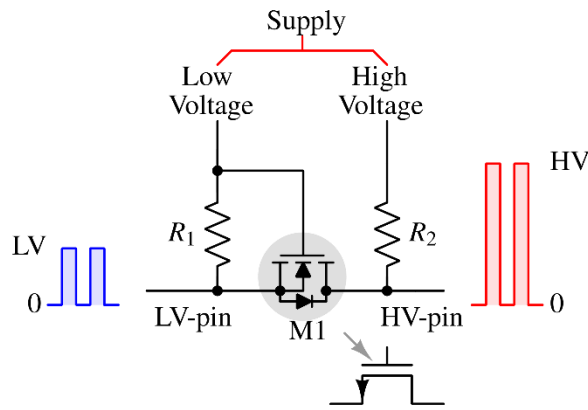 Supply
Low
Voltage
High
Voltage
HV
R1
R2
LV
0
LV-pin
M1
HV-pin
0